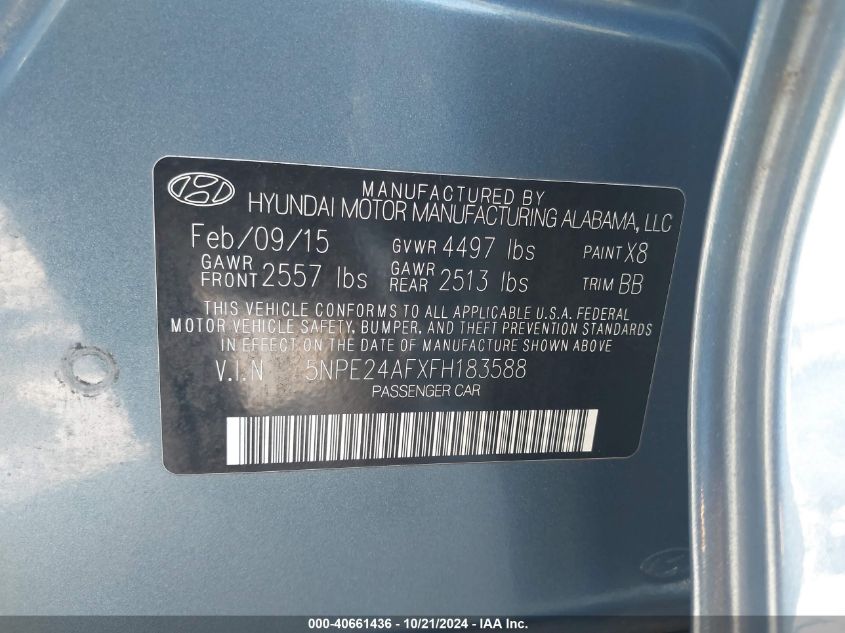 MANUFACTURED BY
HYUNDAI MOTOR MANUFACTURING ALABAMA, LLC
Feb/09/15 GVWR 4497 lbs PAINT X8
GAWR FRONT 2557 lbs GAWR REAR 2513 lbs TRIM BB
THIS VEHICLE CONFORMS TO ALL APPLICABLE U.S.A. FEDERAL
MOTOR VEHICLE SAFETY, BUMPER, AND THEFT PREVENTION STANDARDS
IN EFFECT ON THE DATE OF MANUFACTURE SHOWN ABOVE
V.I.N 5NPE24AFXFH183588
PASSENGER CAR
000-40661436 - 10/21/2024 - IAAI.com